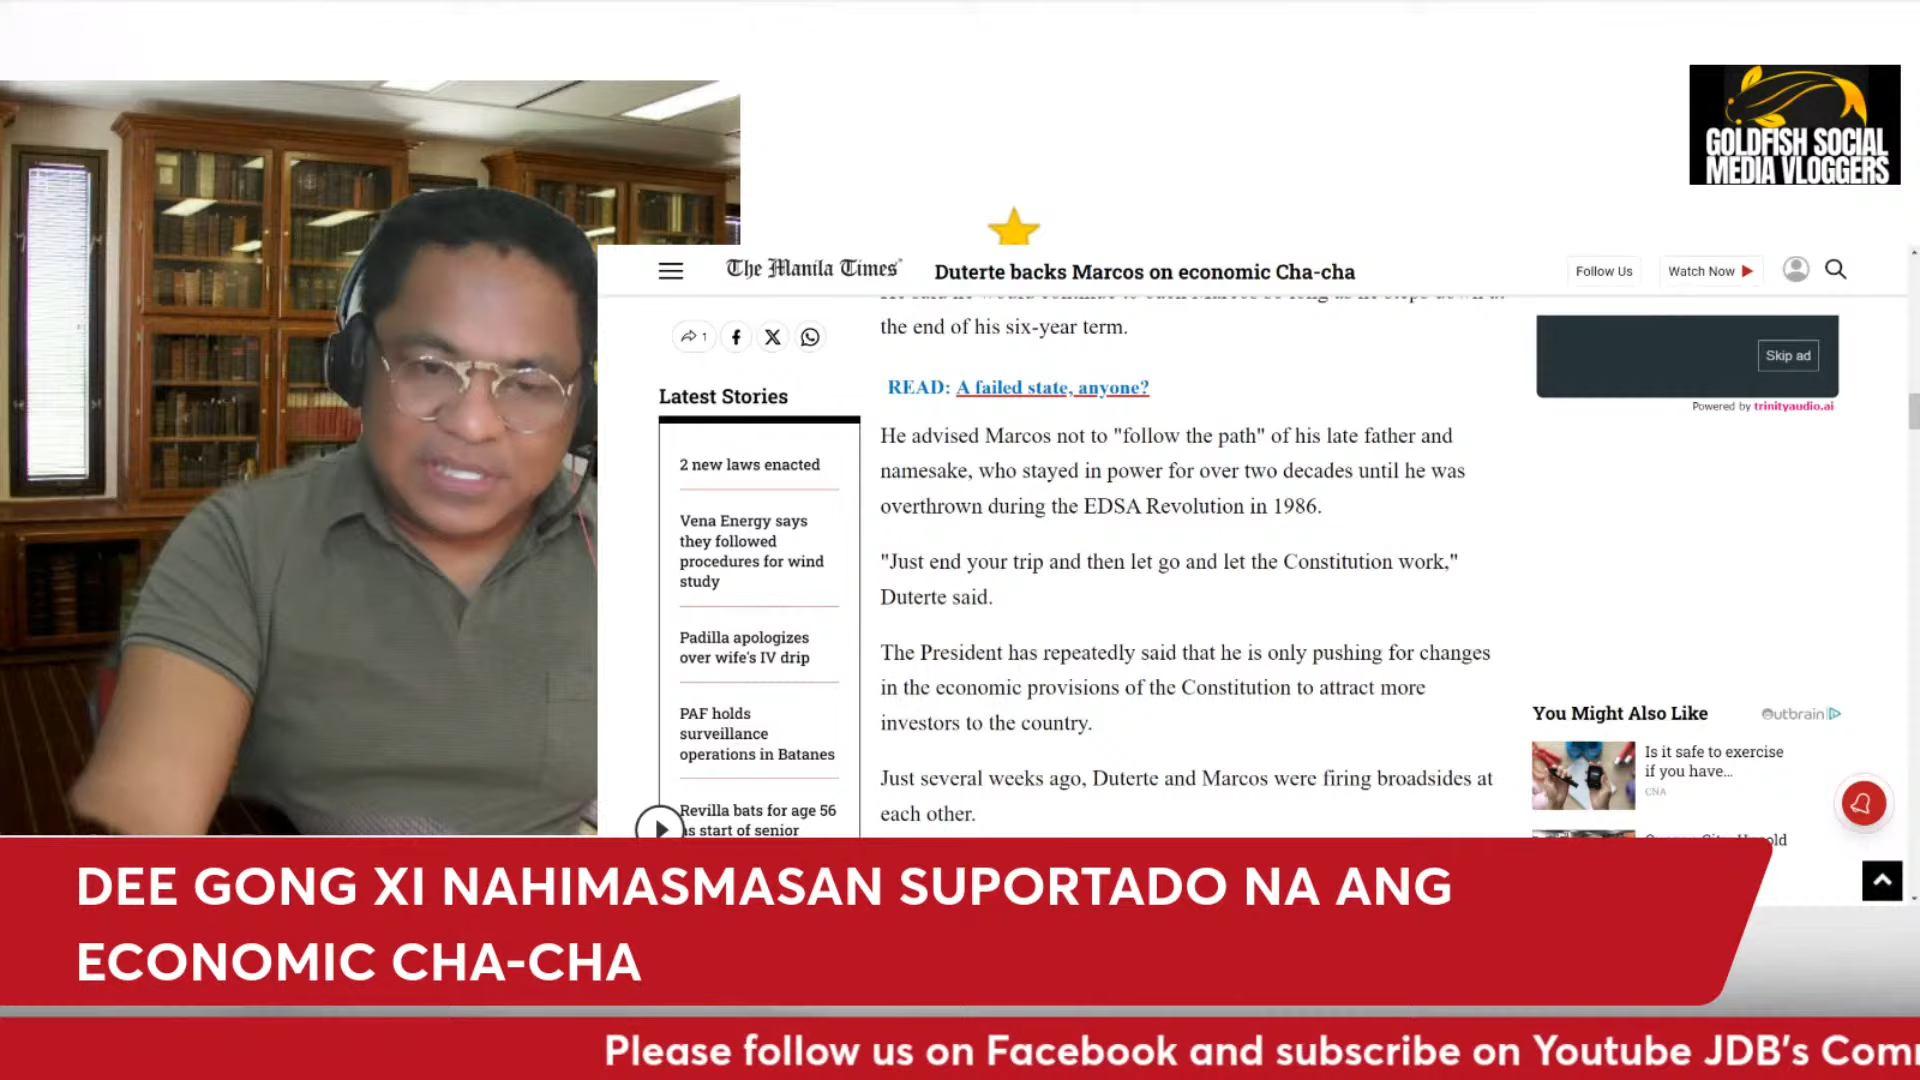 GOLDFISH SOCIAL
MEDIA VLOGGERS
The Manila Times
Duterte backs Marcos on economic Cha-cha
Follow Us
Watch Now
1
Latest Stories
2 new laws enacted
Vena Energy says
they followed
procedures for wind
study
Padilla apologizes
over wife's IV drip
PAF holds
surveillance
operations in Batanes
Revilla bats for age 56
as start of senior
the end of his six-year term.
READ: A failed state, anyone?
He advised Marcos not to "follow the path" of his late father and
namesake, who stayed in power for over two decades until he was
overthrown during the EDSA Revolution in 1986.
"Just end your trip and then let go and let the Constitution work,"
Duterte said.
The President has repeatedly said that he is only pushing for changes
in the economic provisions of the Constitution to attract more
investors to the country.
Just several weeks ago, Duterte and Marcos were firing broadsides at
each other.
Skip ad
Powered by trinityaudio.ai
You Might Also Like
Outbrain
Is it safe to exercise
if you have...
CNA
DEE GONG XI NAHIMASMASAN SUPORTADO NA ANG
ECONOMIC CHA-CHA
Please follow us on Facebook and subscribe on Youtube JDB's Com